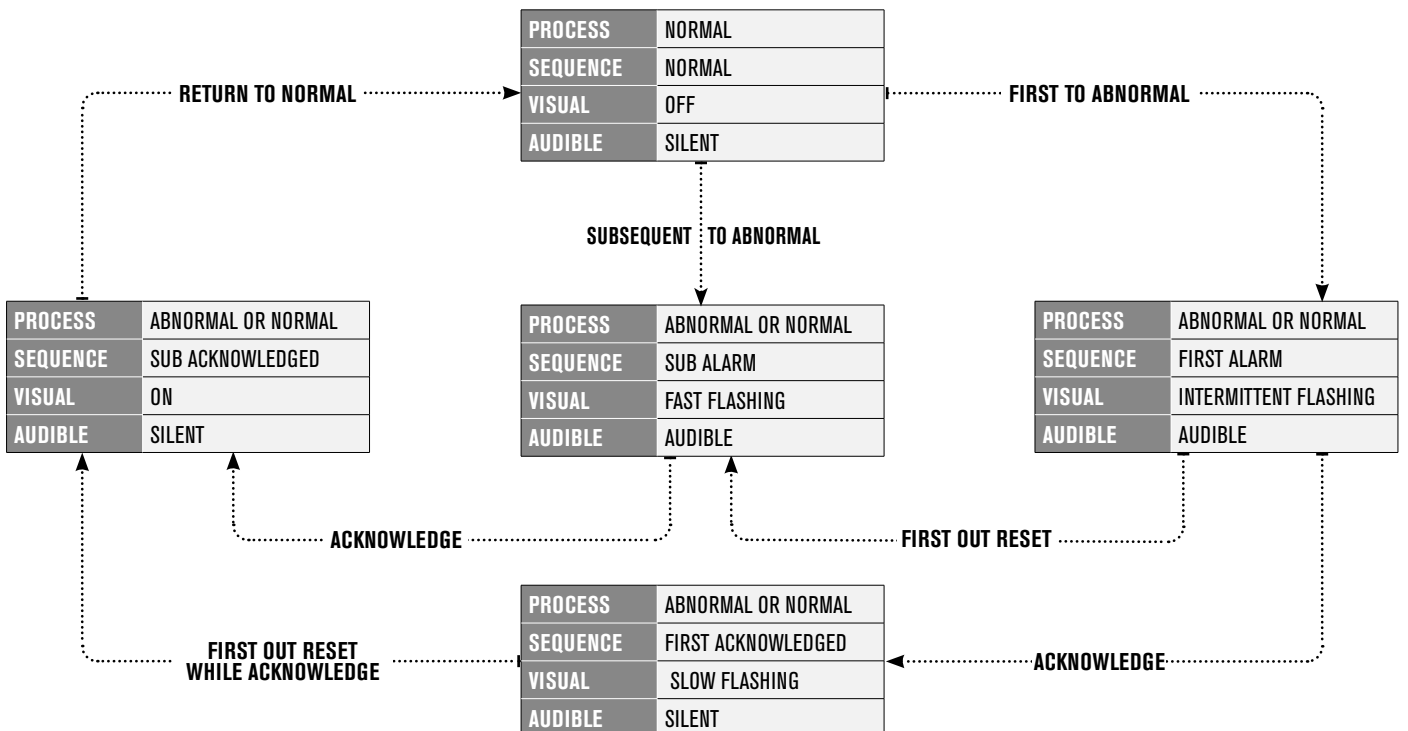 PROCESS NORMAL
SEQUENCE NORMAL
VISUAL OFF
AUDIBLE SILENT
RETURN TO NORMAL
FIRST TO ABNORMAL
SUBSEQUENT TO ABNORMAL
PROCESS ABNORMAL OR NORMAL
SEQUENCE SUB ACKNOWLEDGED
VISUAL ON
AUDIBLE SILENT
PROCESS ABNORMAL OR NORMAL
SEQUENCE SUB ALARM
VISUAL FAST FLASHING
AUDIBLE AUDIBLE
PROCESS ABNORMAL OR NORMAL
SEQUENCE FIRST ALARM
VISUAL INTERMITTENT FLASHING
AUDIBLE AUDIBLE
ACKNOWLEDGE
FIRST OUT RESET
FIRST OUT RESET
WHILE ACKNOWLEDGE
PROCESS ABNORMAL OR NORMAL
SEQUENCE FIRST ACKNOWLEDGED
VISUAL SLOW FLASHING
AUDIBLE SILENT
ACKNOWLEDGE